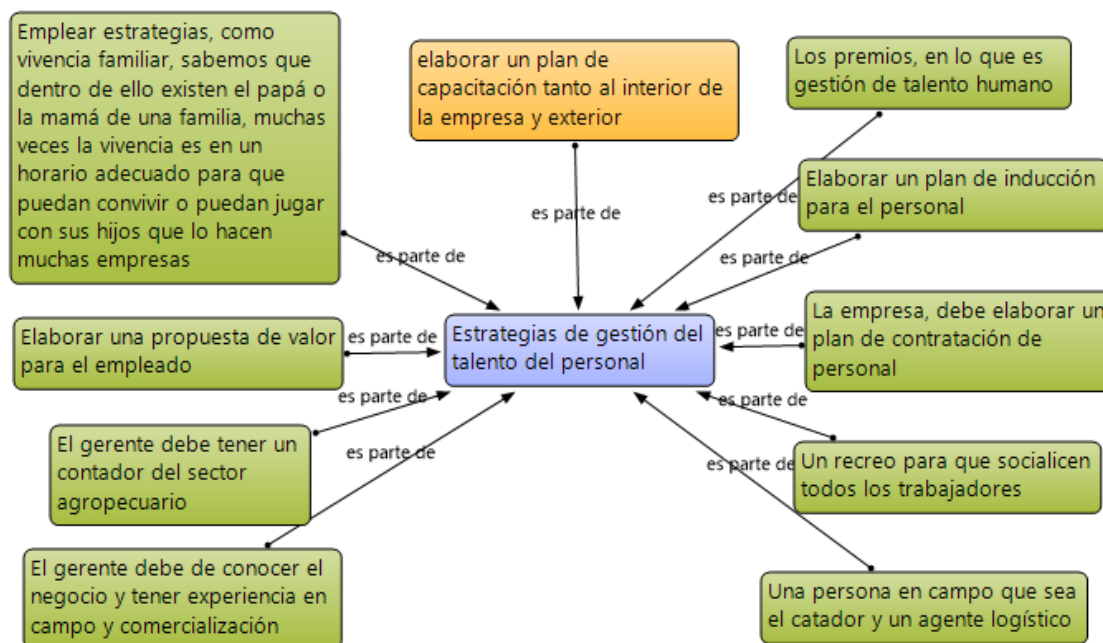 Emplear estrategias, como
vivencia familiar, sabemos que
dentro de ello existen el papá o
la mamá de una familia, muchas
veces la vivencia es en un
horario adecuado para que
puedan convivir o puedan jugar
con sus hijos que lo hacen
muchas empresas
elaborar un plan de
capacitación tanto al interior de
la empresa y exterior
Los premios, en lo que es
gestión de talento humano
Elaborar un plan de inducción
para el personal
es parte de
es parte de
es parte de
es parte de
Elaborar una propuesta de valor
para el empleado
es parte de
Estrategias de gestión del
talento del personal
es parte de
La empresa, debe elaborar un
plan de contratación de
personal
es parte de
es parte de
El gerente debe tener un
contador del sector
agropecuario
es parte de
es parte de
Un recreo para que socialicen
todos los trabajadores
El gerente debe de conocer el
negocio y tener experiencia en
campo y comercialización
Una persona en campo que sea
el catador y un agente logístico